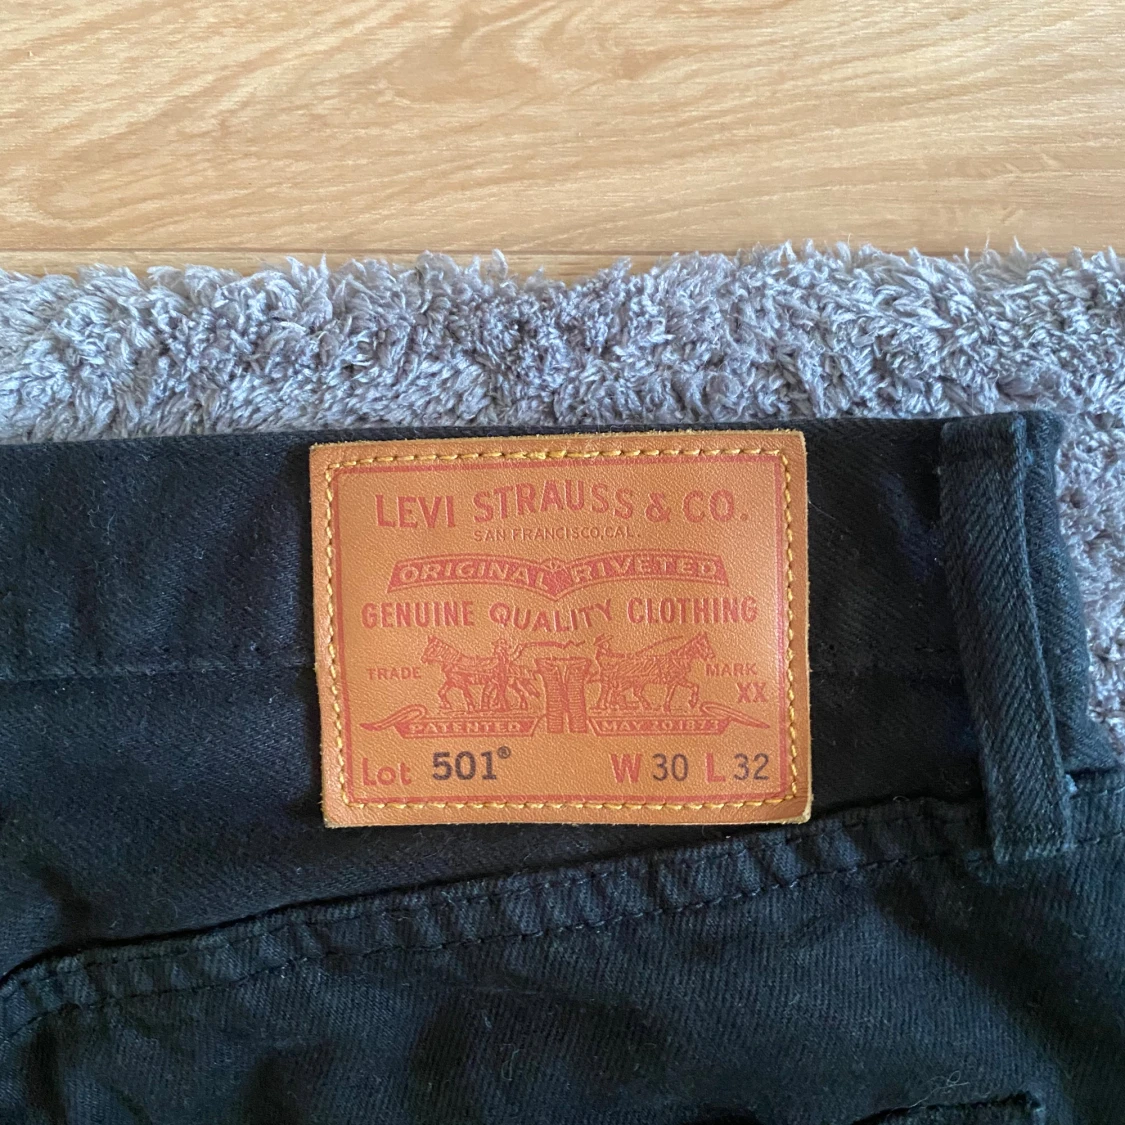 LEVI STRAUSS & CO.
SAN FRANCISCO, CAL.
ORIGINAL RIVETED
GENUINE QUALITY CLOTHING
TRADE MARK
XX
PATENTED MAY 20 1873
Lot 501® W 30 L 32